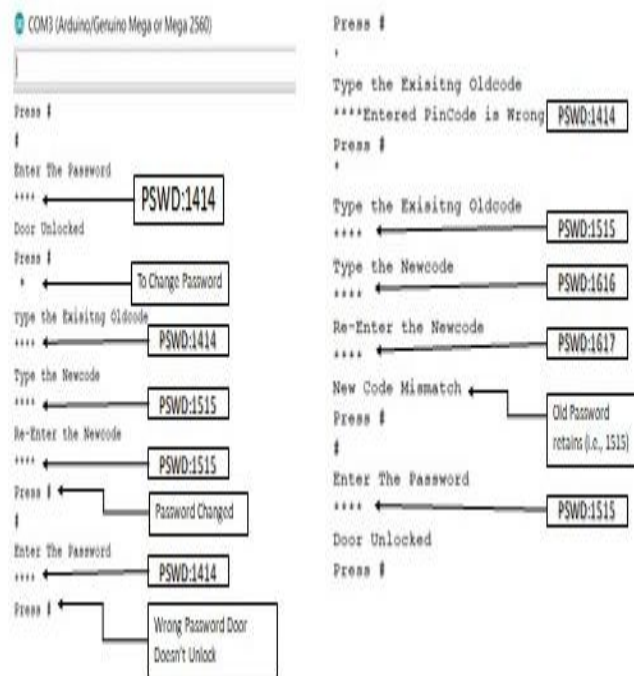 COM3 (Arduino/Genuino Mega or Mega 2560)
Press #
#
Enter The Password
**** PSWD:1414
Door Unlocked
Press #
* To Change Password
Type the Exisitng Oldcode
**** PSWD:1414
Type the Newcode
**** PSWD:1515
Re-Enter the Newcode
**** PSWD:1515
Press #
Password Changed
#
Enter The Password
**** PSWD:1414
Press #
Wrong Password Door
Doesn't Unlock
Press #
*
Type the Exisitng Oldcode
****Entered PinCode is Wrong PSWD:1414
Press #
*
Type the Exisitng Oldcode
**** PSWD:1515
Type the Newcode
**** PSWD:1616
Re-Enter the Newcode
**** PSWD:1617
New Code Mismatch
Old Password
retains (i.e., 1515)
Press #
#
Enter The Password
**** PSWD:1515
Door Unlocked
Press #